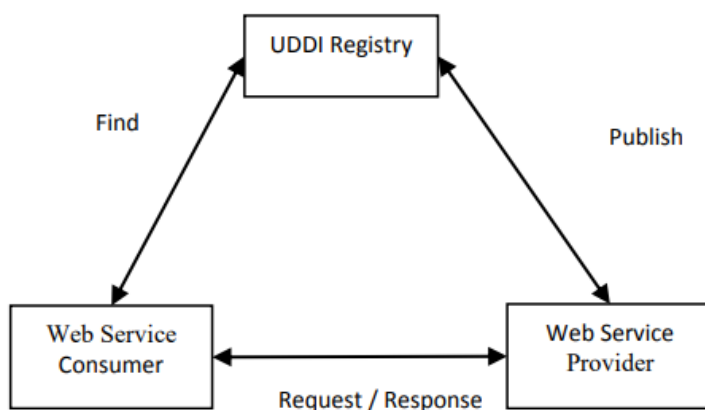 UDDI Registry
Find
Publish
Web Service
Consumer
Web Service
Provider
Request / Response